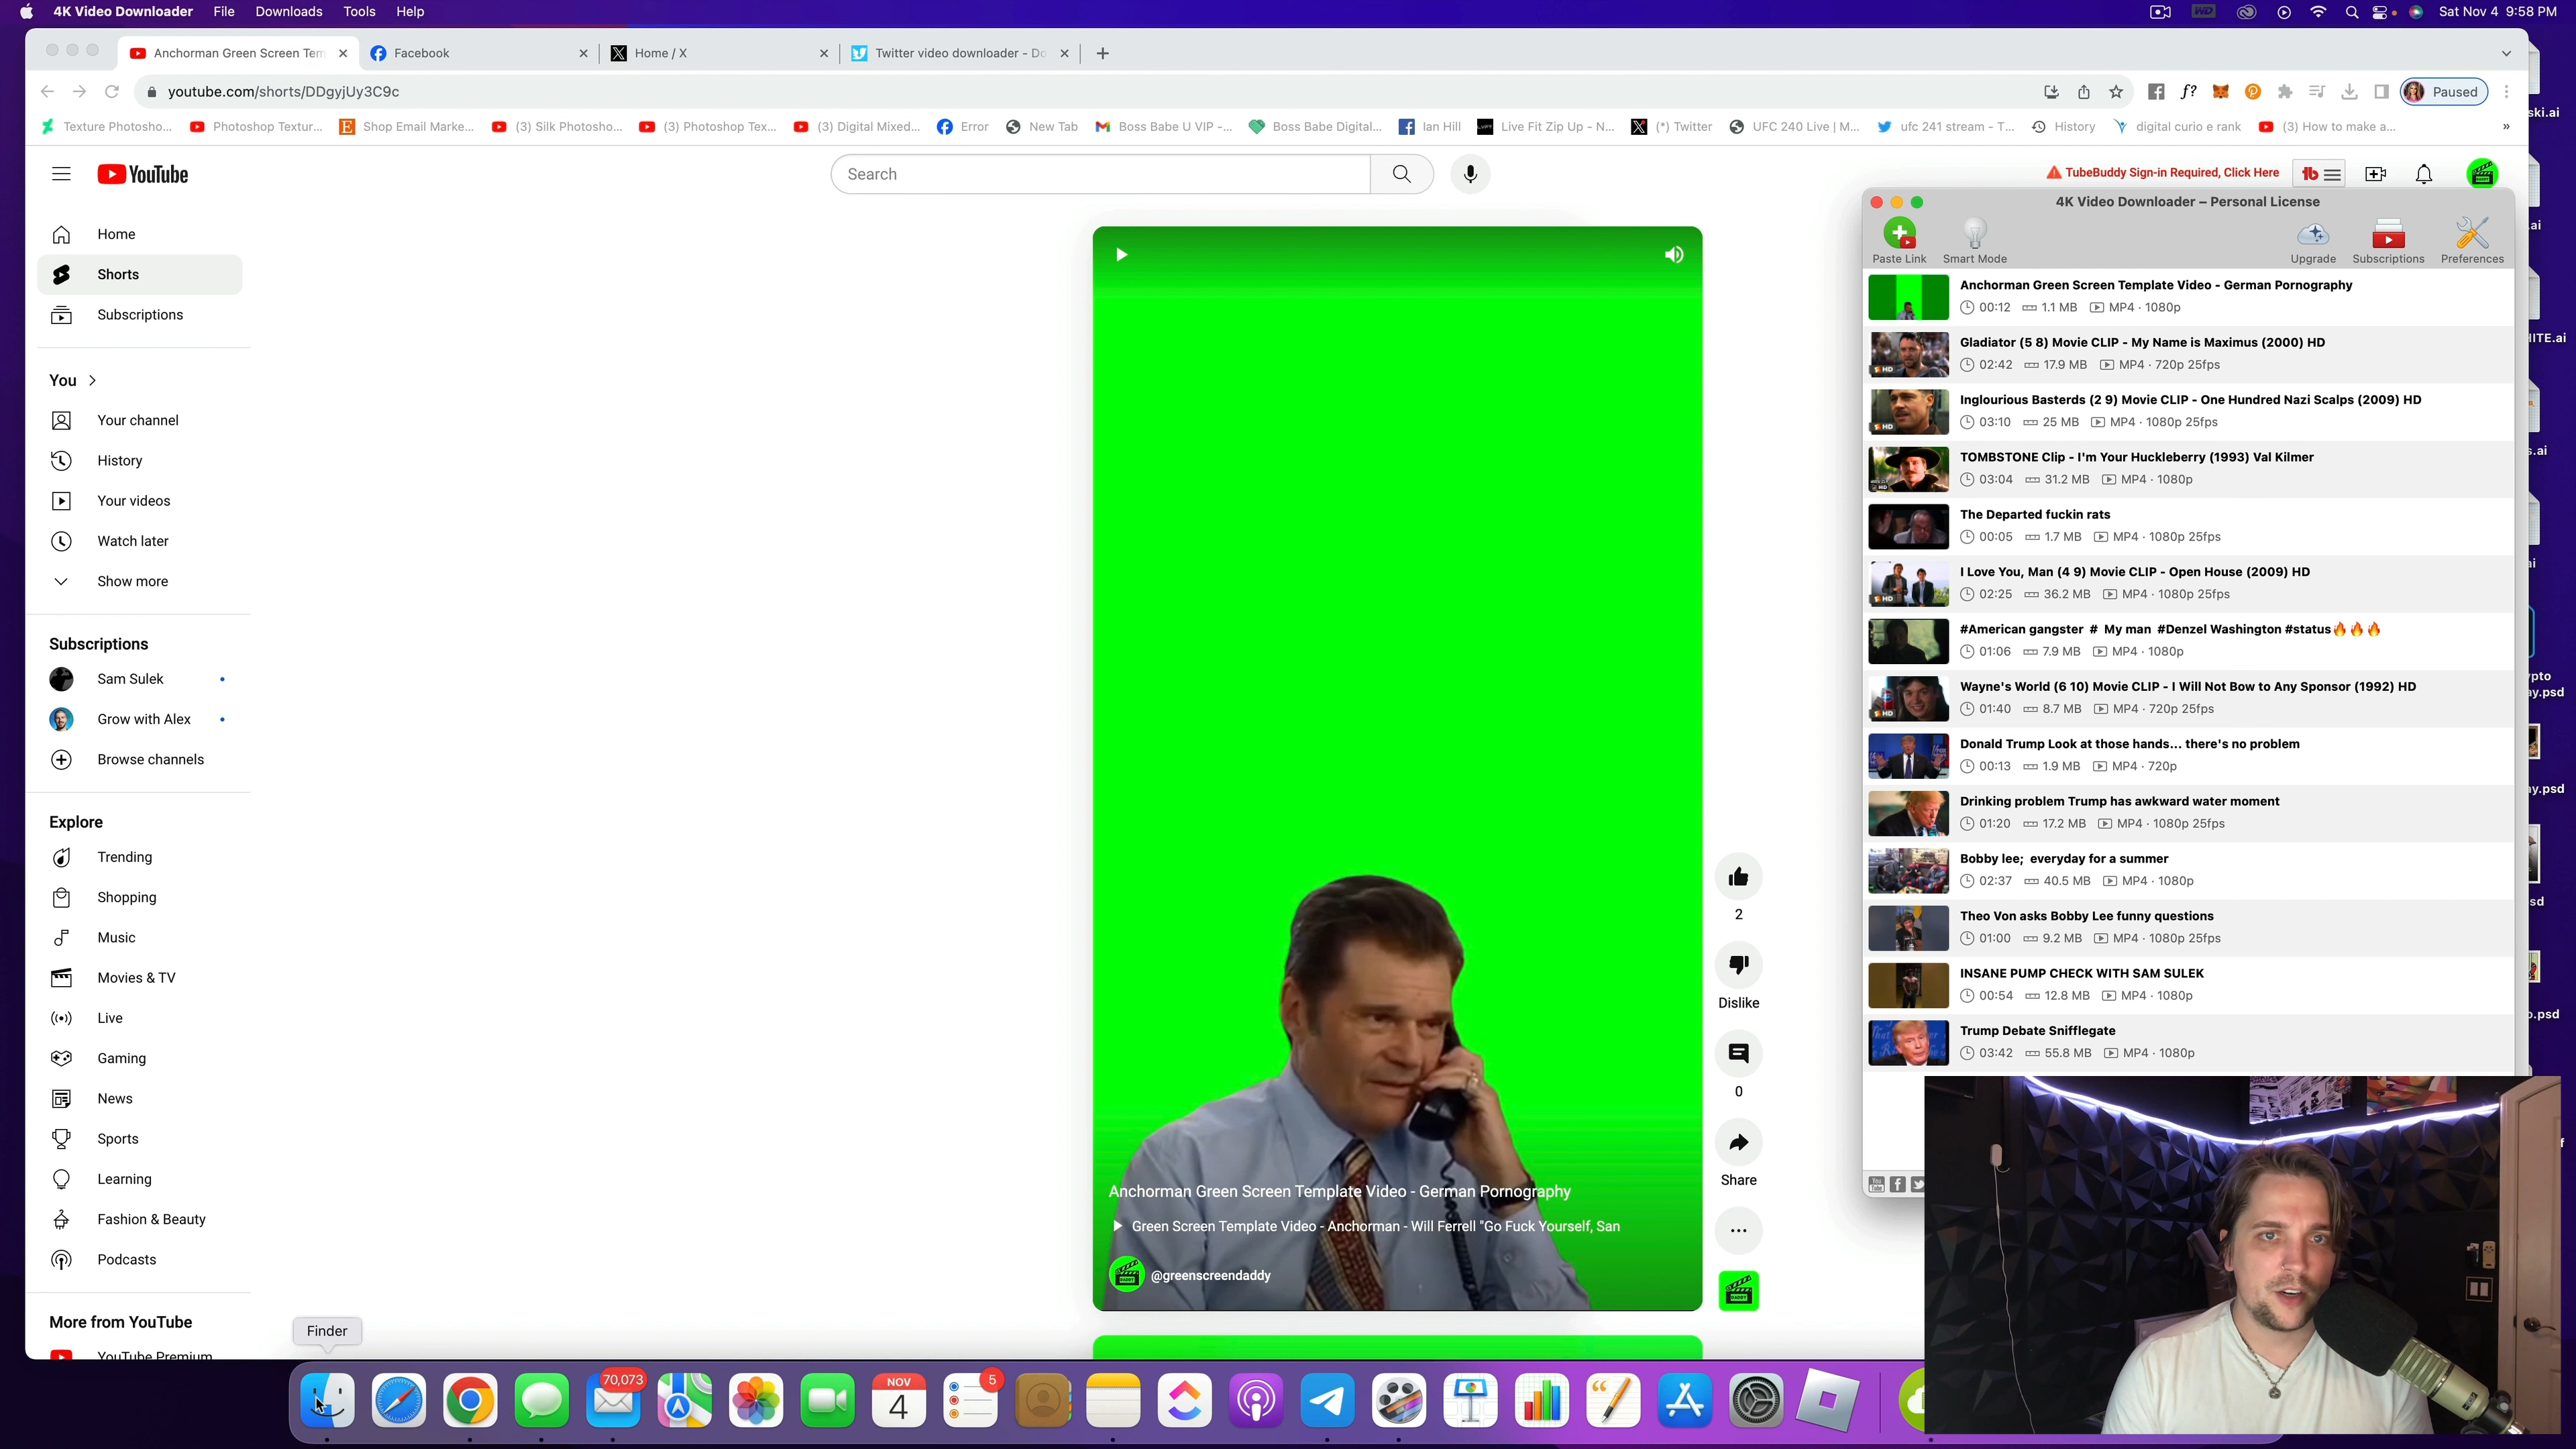 4K Video Downloader File Downloads Tools Help
Sat Nov 4 9:58 PM
Anchorman Green Screen Tem
Facebook
Home / X
Twitter video downloader - Do
youtube.com/shorts/DDgyjUy3C9c
Paused
Texture Photosho...
Photoshop Textur...
Shop Email Marke...
(3) Silk Photosho...
(3) Photoshop Tex...
(3) Digital Mixed...
Error
New Tab
Boss Babe U VIP -...
Boss Babe Digital...
Ian Hill
Live Fit Zip Up - N...
(*) Twitter
UFC 240 Live | M...
ufc 241 stream - T...
History
digital curio e rank
(3) How to make a...
»
YouTube
Search
TubeBuddy Sign-in Required, Click Here
tb
Home
Shorts
Subscriptions
You
Your channel
History
Your videos
Watch later
Show more
Subscriptions
Sam Sulek
Grow with Alex
Browse channels
Explore
Trending
Shopping
Music
Movies & TV
Live
Gaming
News
Sports
Learning
Fashion & Beauty
Podcasts
More from YouTube
YouTube Premium
Finder
Anchorman Green Screen Template Video - German Pornography
Green Screen Template Video - Anchorman - Will Ferrell "Go Fuck Yourself, San
@greenscreendaddy
2
Dislike
0
Share
4K Video Downloader – Personal License
Paste Link
Smart Mode
Upgrade
Subscriptions
Preferences
Anchorman Green Screen Template Video - German Pornography
00:12 1.1 MB MP4 · 1080p
Gladiator (5 8) Movie CLIP - My Name is Maximus (2000) HD
02:42 17.9 MB MP4 · 720p 25fps
Inglourious Basterds (2 9) Movie CLIP - One Hundred Nazi Scalps (2009) HD
03:10 25 MB MP4 · 1080p 25fps
TOMBSTONE Clip - I'm Your Huckleberry (1993) Val Kilmer
03:04 31.2 MB MP4 · 1080p
The Departed fuckin rats
00:05 1.7 MB MP4 · 1080p 25fps
I Love You, Man (4 9) Movie CLIP - Open House (2009) HD
02:25 36.2 MB MP4 · 1080p 25fps
#American gangster # My man #Denzel Washington #status🔥🔥🔥
01:06 7.9 MB MP4 · 1080p
Wayne's World (6 10) Movie CLIP - I Will Not Bow to Any Sponsor (1992) HD
01:40 8.7 MB MP4 · 720p 25fps
Donald Trump Look at those hands... there's no problem
00:13 1.9 MB MP4 · 720p
Drinking problem Trump has awkward water moment
01:20 17.2 MB MP4 · 1080p 25fps
Bobby lee; everyday for a summer
02:37 40.5 MB MP4 · 1080p
Theo Von asks Bobby Lee funny questions
01:00 9.2 MB MP4 · 1080p 25fps
INSANE PUMP CHECK WITH SAM SULEK
00:54 12.8 MB MP4 · 1080p
Trump Debate Snifflegate
03:42 55.8 MB MP4 · 1080p
ski.ai
.ai
HITE.ai
s.ai
ai
ypto
ay.psd
ay.psd
sd
o.psd
70,073
NOV
4
5